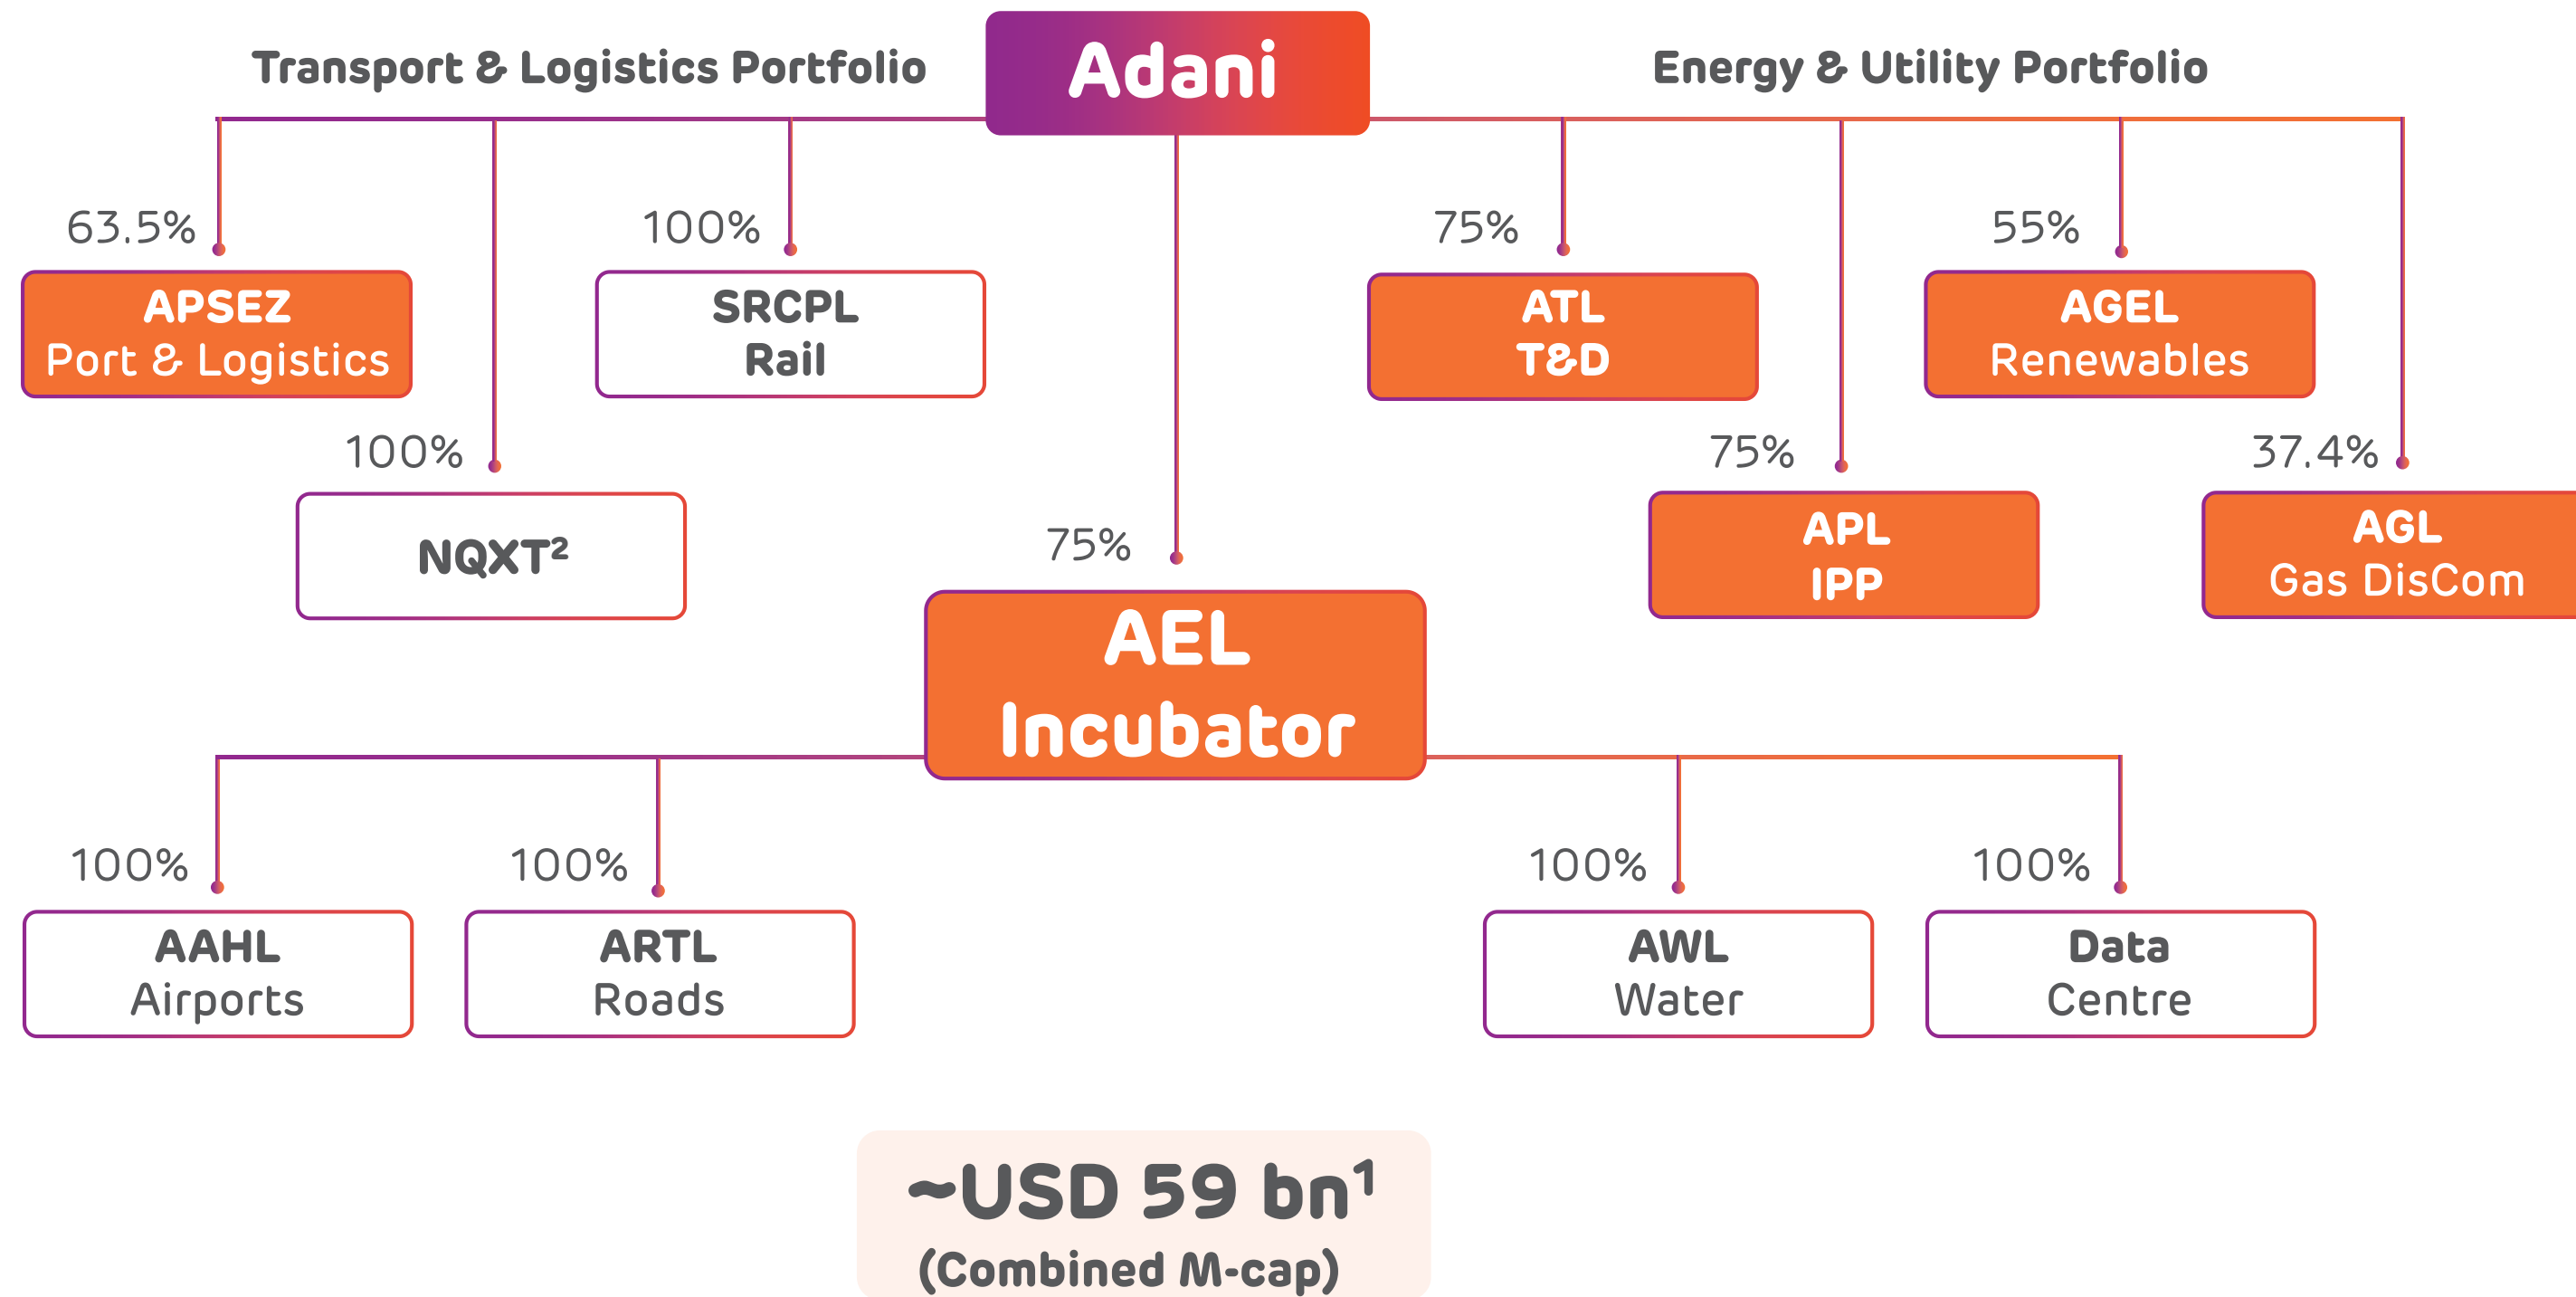 Adani
Transport & Logistics Portfolio
Energy & Utility Portfolio
63.5%
APSEZ
Port & Logistics
100%
NQXT²
100%
SRCPL
Rail
75%
ATL
T&D
75%
APL
IPP
55%
AGEL
Renewables
37.4%
AGL
Gas DisCom
75%
AEL
Incubator
100%
AAHL
Airports
100%
ARTL
Roads
100%
AWL
Water
100%
Data
Centre
~USD 59 bn¹
(Combined M-cap)